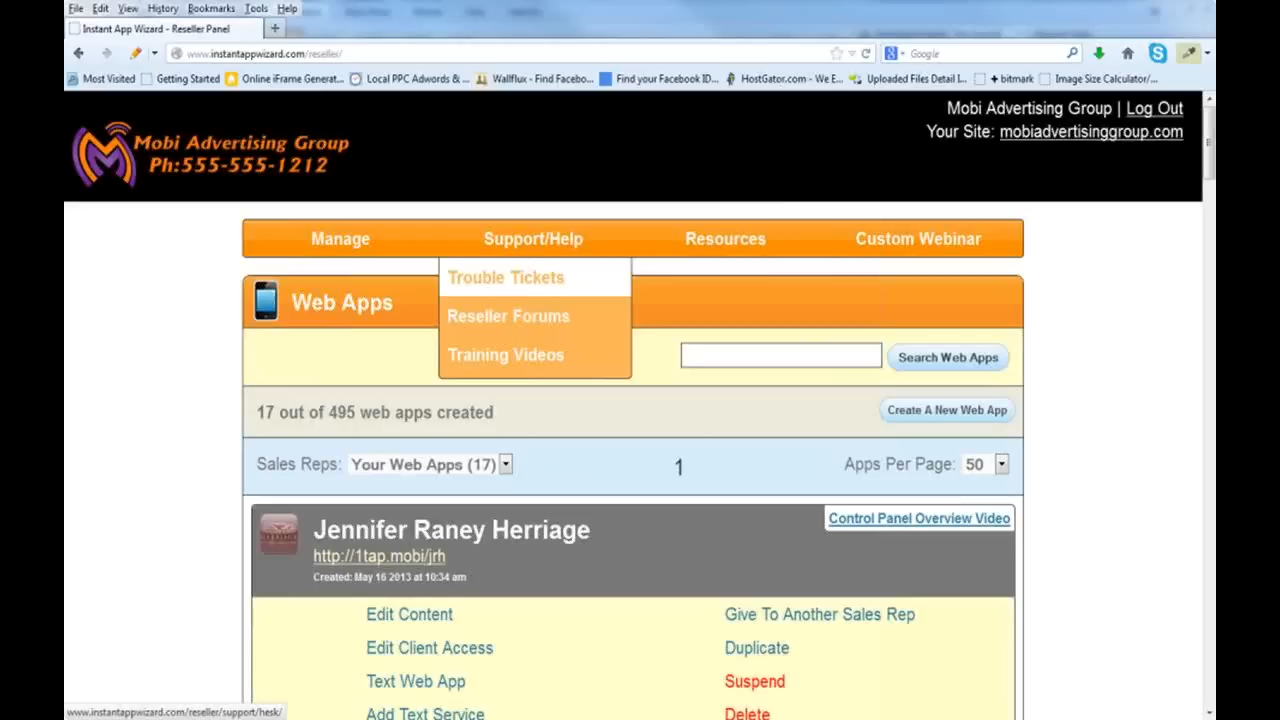 File Edit View History Bookmarks Tools Help
Instant App Wizard - Reseller Panel +
www.instantappwizard.com/reseller/ Google
Most Visited Getting Started Online iFrame Generat... Local PPC Adwords & ... Wallflux - Find Facebo... Find your Facebook ID... HostGator.com - We E... Uploaded Files Detail I... + bitmark Image Size Calculator/...
Mobi Advertising Group | Log Out
Your Site: mobiadvertisinggroup.com
Mobi Advertising Group
Ph:555-555-1212
Manage Support/Help Resources Custom Webinar
Trouble Tickets
Reseller Forums
Training Videos
Web Apps
Search Web Apps
17 out of 495 web apps created
Create A New Web App
Sales Reps: Your Web Apps (17) 1 Apps Per Page: 50
Control Panel Overview Video
Jennifer Raney Herriage
http://1tap.mobi/jrh
Created: May 16 2013 at 10:34 am
Edit Content Give To Another Sales Rep
Edit Client Access Duplicate
Text Web App Suspend
Add Text Service Delete
www.instantappwizard.com/reseller/support/hesk/